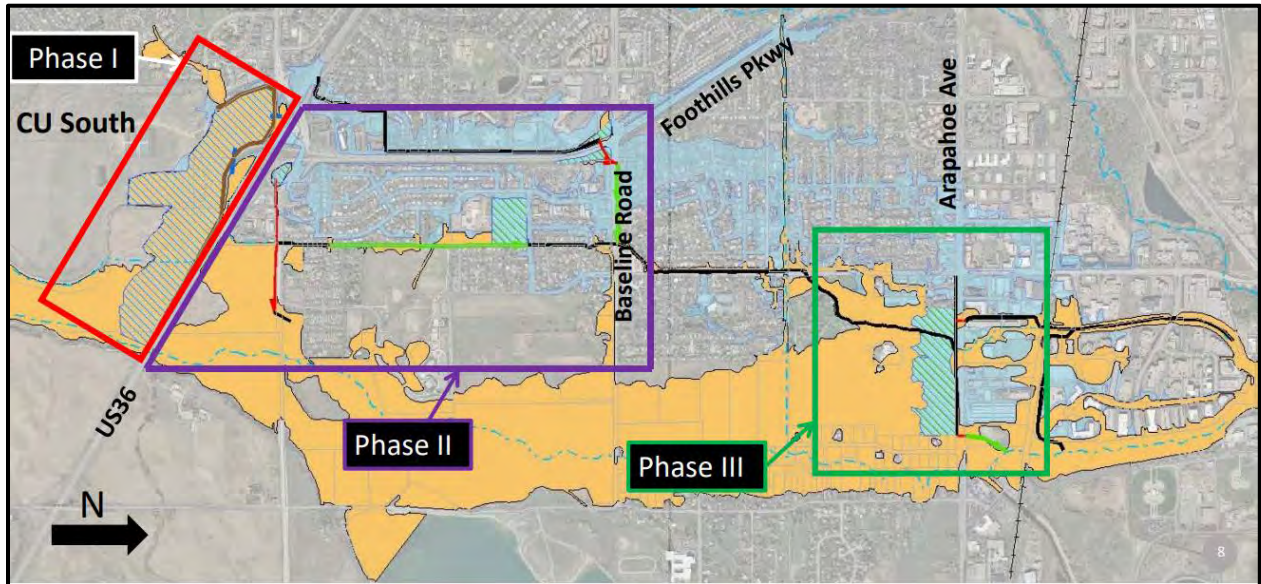 Phase I
CU South
Foothills Pkwy
Arapahoe Ave
Baseline Road
US36
Phase II
Phase III
N
8